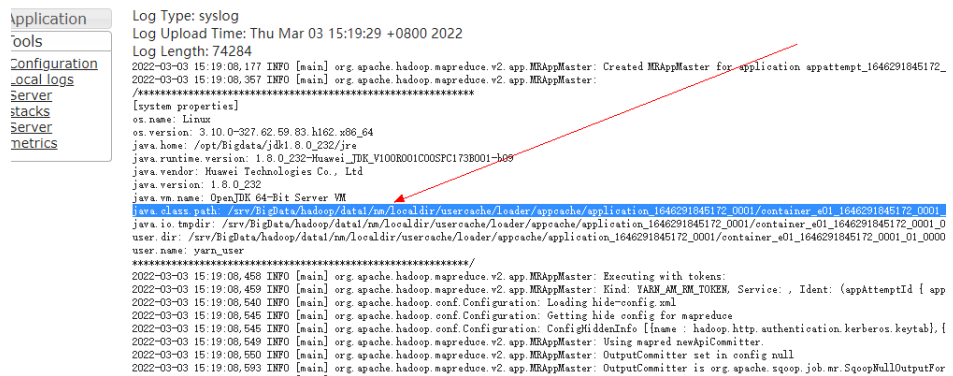 Application
Tools
Configuration
Local logs
Server
stacks
Server
metrics
Log Type: syslog
Log Upload Time: Thu Mar 03 15:19:29 +0800 2022
Log Length: 74284
2022-03-03 15:19:08,177 INFO [main] org.apache.hadoop.mapreduce.v2.app.MRAppMaster: Created MRAppMaster for application appattempt_1646291845172_
2022-03-03 15:19:08,357 INFO [main] org.apache.hadoop.mapreduce.v2.app.MRAppMaster:
/************************************************************
[system properties]
os.name: Linux
os.version: 3.10.0-327.62.59.83.h162.x86_64
java.home: /opt/Bigdata/jdk1.8.0_232/jre
java.runtime.version: 1.8.0_232-Huawei_JDK_V100R001C00SPC173B001-b09
java.vendor: Huawei Technologies Co., Ltd
java.version: 1.8.0_232
java.vm.name: OpenJDK 64-Bit Server VM
java.class.path: /srv/BigData/hadoop/data1/nm/localdir/usercache/loader/appcache/application_1646291845172_0001/container_e01_1646291845172_0001_
java.io.tmpdir: /srv/BigData/hadoop/data1/nm/localdir/usercache/loader/appcache/application_1646291845172_0001/container_e01_1646291845172_0001_0
user.dir: /srv/BigData/hadoop/data1/nm/localdir/usercache/loader/appcache/application_1646291845172_0001/container_e01_1646291845172_0001_01_0000
user.name: yarn_user
************************************************************/
2022-03-03 15:19:08,458 INFO [main] org.apache.hadoop.mapreduce.v2.app.MRAppMaster: Executing with tokens:
2022-03-03 15:19:08,459 INFO [main] org.apache.hadoop.mapreduce.v2.app.MRAppMaster: Kind: YARN_AM_RM_TOKEN, Service: , Ident: (appAttemptId { app
2022-03-03 15:19:08,540 INFO [main] org.apache.hadoop.conf.Configuration: Loading hide-config.xml
2022-03-03 15:19:08,545 INFO [main] org.apache.hadoop.conf.Configuration: Getting hide config for mapreduce
2022-03-03 15:19:08,545 INFO [main] org.apache.hadoop.conf.Configuration: ConfigHiddenInfo [[name : hadoop.http.authentication.kerberos.keytab],{
2022-03-03 15:19:08,549 INFO [main] org.apache.hadoop.mapreduce.v2.app.MRAppMaster: Using mapred newApiCommitter.
2022-03-03 15:19:08,550 INFO [main] org.apache.hadoop.mapreduce.v2.app.MRAppMaster: OutputCommitter set in config null
2022-03-03 15:19:08,593 INFO [main] org.apache.hadoop.mapreduce.v2.app.MRAppMaster: OutputCommitter is org.apache.sqoop.job.mr.SqoopNullOutputFor